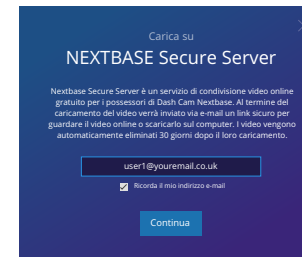 Carica su
NEXTBASE Secure Server
Nextbase Secure Server è un servizio di condivisione video online
gratuito per i possessori di Dash Cam Nextbase. Al termine del
caricamento del video verrà inviato via e-mail un link sicuro per
guardare il video online o scaricarlo sul computer. I video vengono
automaticamente eliminati 30 giorni dopo il loro caricamento.
user1@youremail.co.uk
Ricorda il mio indirizzo e-mail
Continua